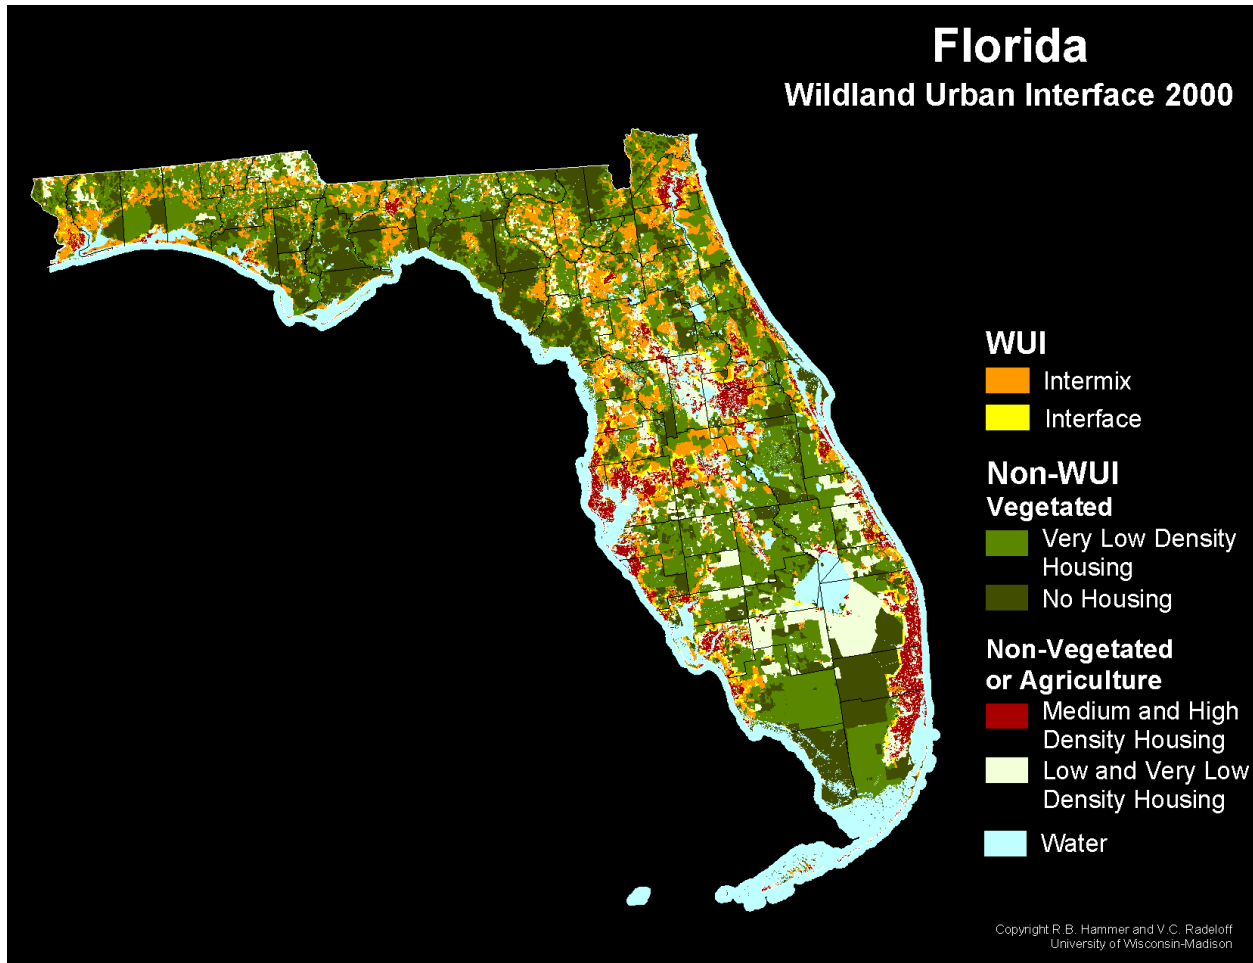 Florida
Wildland Urban Interface 2000
WUI
Intermix
Interface
Non-WUI
Vegetated
Very Low Density
Housing
No Housing
Non-Vegetated
or Agriculture
Medium and High
Density Housing
Low and Very Low
Density Housing
Water
Copyright R.B. Hammer and V.C. Radeloff
University of Wisconsin-Madison